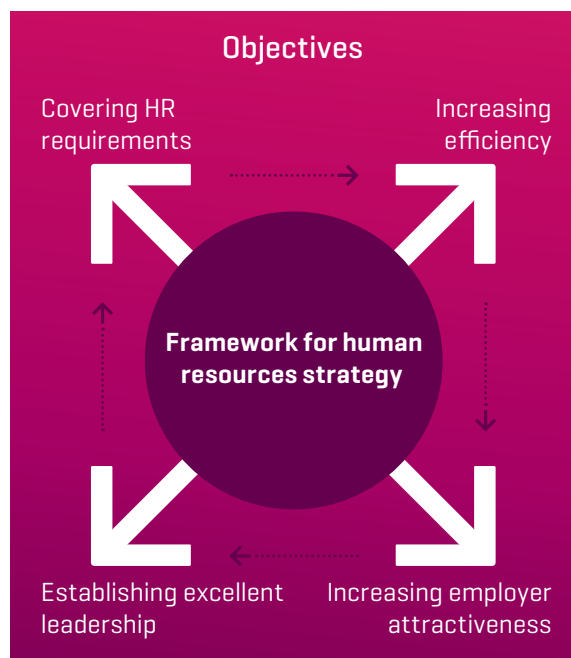 Objectives
Covering HR
requirements
Increasing
efficiency
Framework for human
resources strategy
Establishing excellent
leadership
Increasing employer
attractiveness